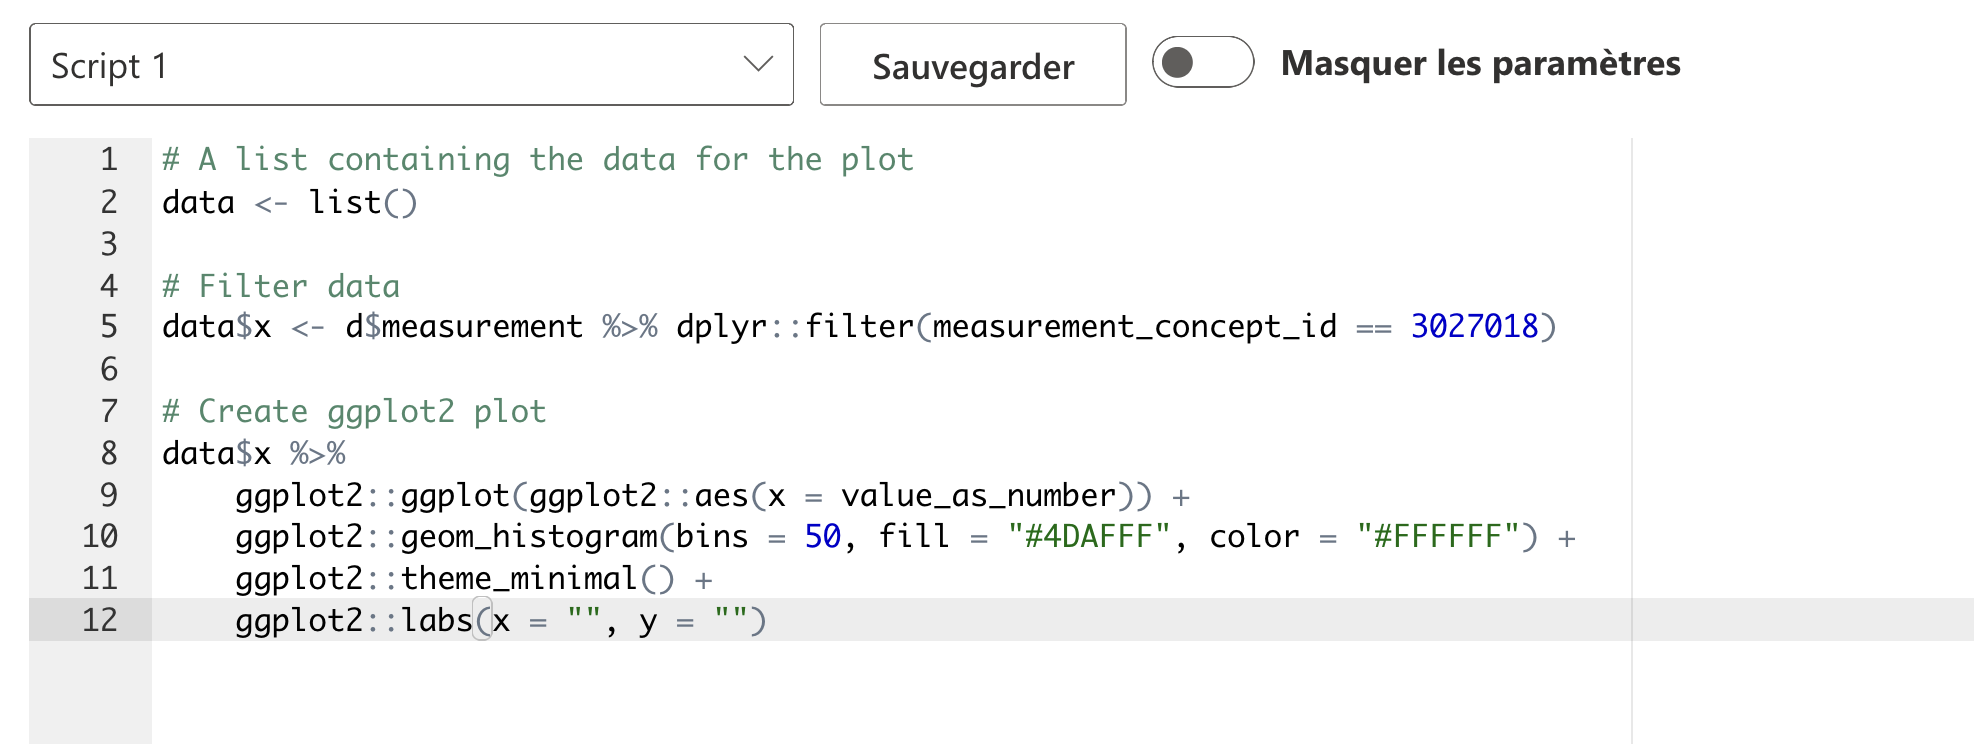 Script 1 Sauvegarder Masquer les paramètres
1 # A list containing the data for the plot
2 data <- list()
3
4 # Filter data
5 data$x <- d$measurement %>% dplyr::filter(measurement_concept_id == 3027018)
6
7 # Create ggplot2 plot
8 data$x %>%
9     ggplot2::ggplot(ggplot2::aes(x = value_as_number)) +
10     ggplot2::geom_histogram(bins = 50, fill = "#4DAFFF", color = "#FFFFFF") +
11     ggplot2::theme_minimal() +
12     ggplot2::labs(x = "", y = "")